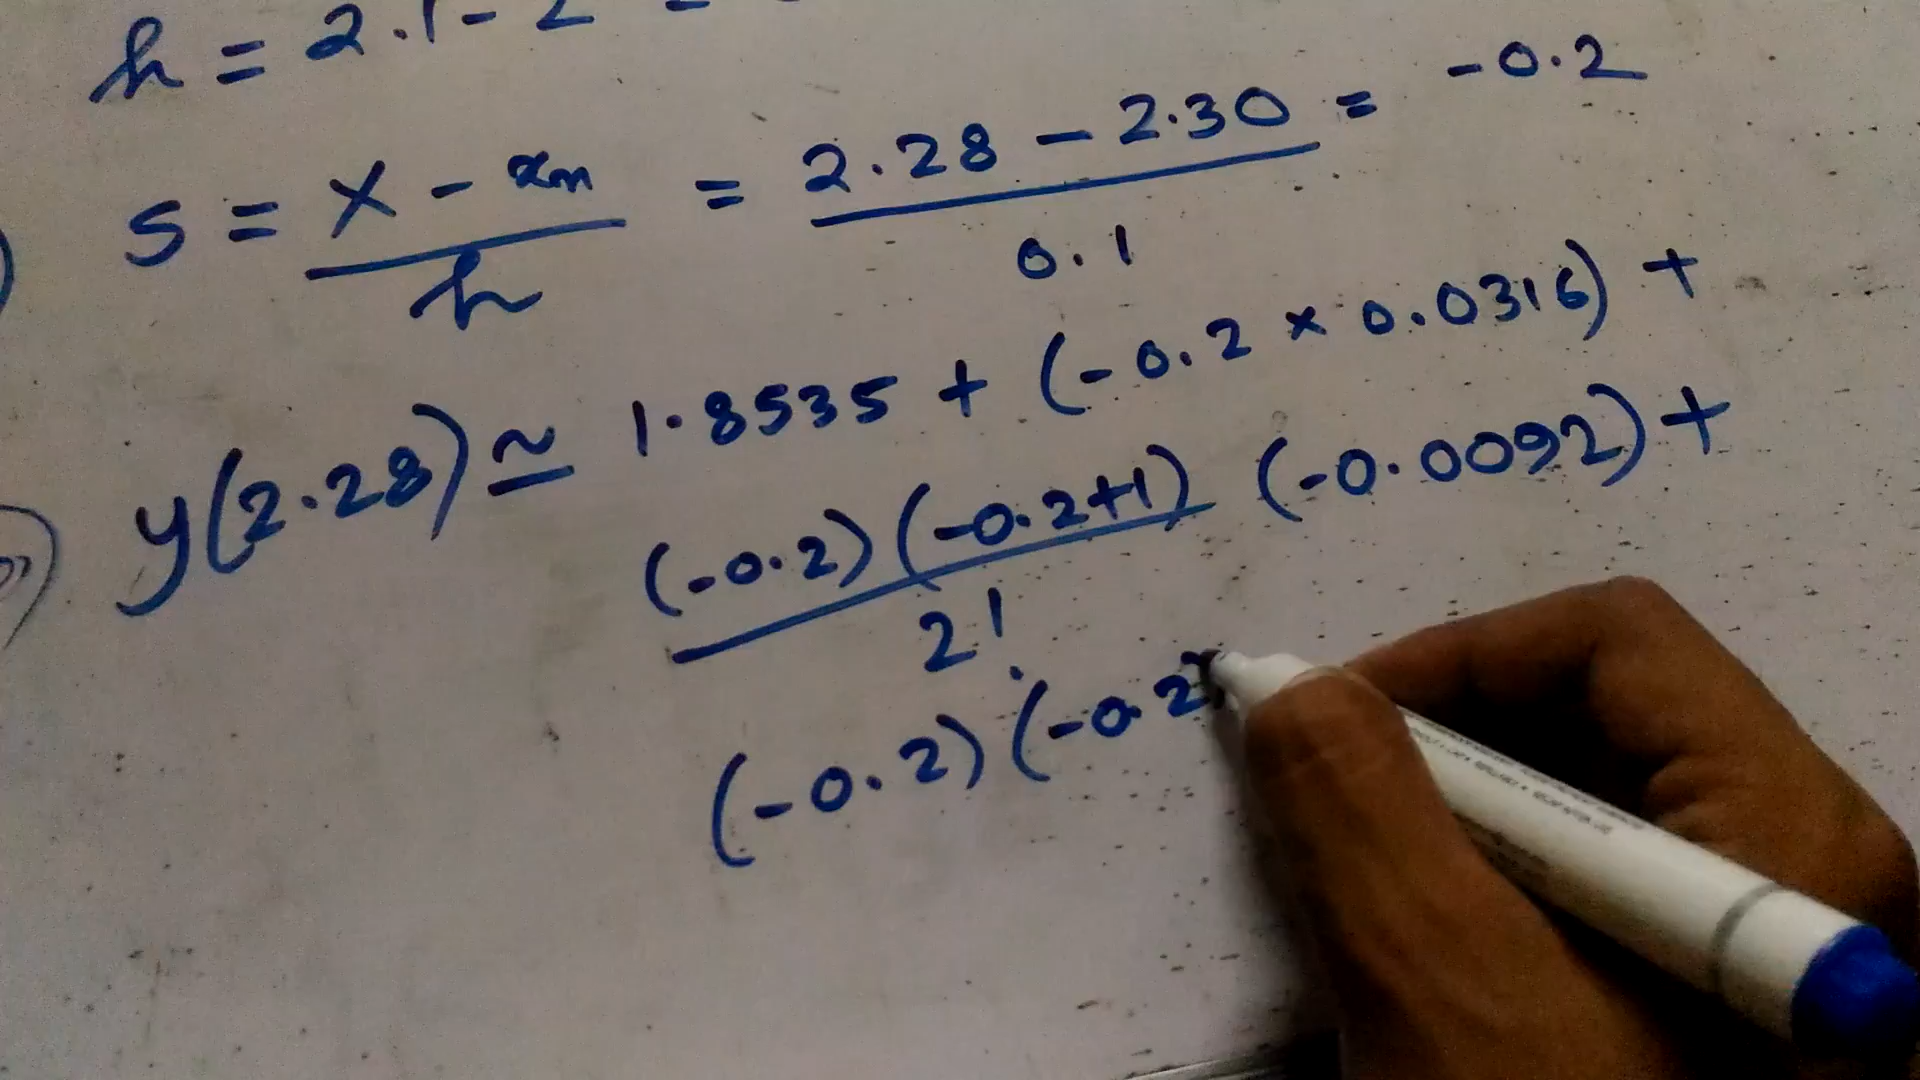 h = 2.1 - 2
s = x - xn / h = 2.28 - 2.30 / 0.1 = -0.2
y(2.28) ≃ 1.8535 + (-0.2 × 0.0316) +
(-0.2)(-0.2+1) / 2! (-0.0092) +
(-0.2)(-0.2